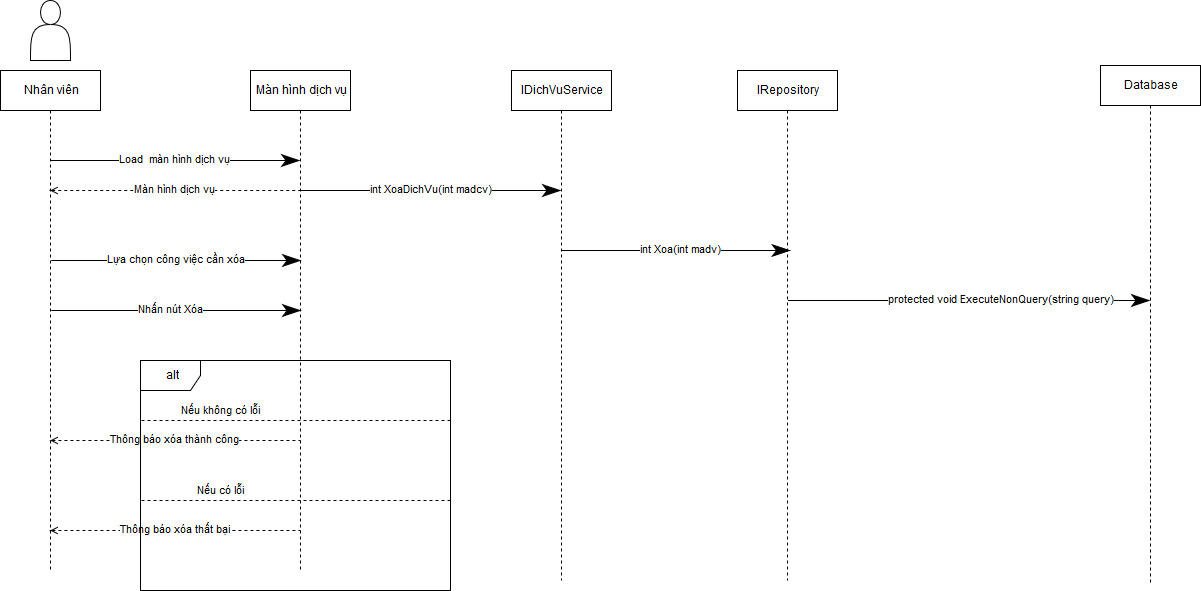 Nhân viên
Màn hình dịch vụ
IDichVuService
IRepository
Database
Load màn hình dịch vụ
Màn hình dịch vụ
int XoaDichVu(int madcv)
int Xoa(int madv)
Lựa chọn công việc cần xóa
protected void ExecuteNonQuery(string query)
Nhấn nút Xóa
alt
Nếu không có lỗi
Thông báo xóa thành công
Nếu có lỗi
Thông báo xóa thất bại